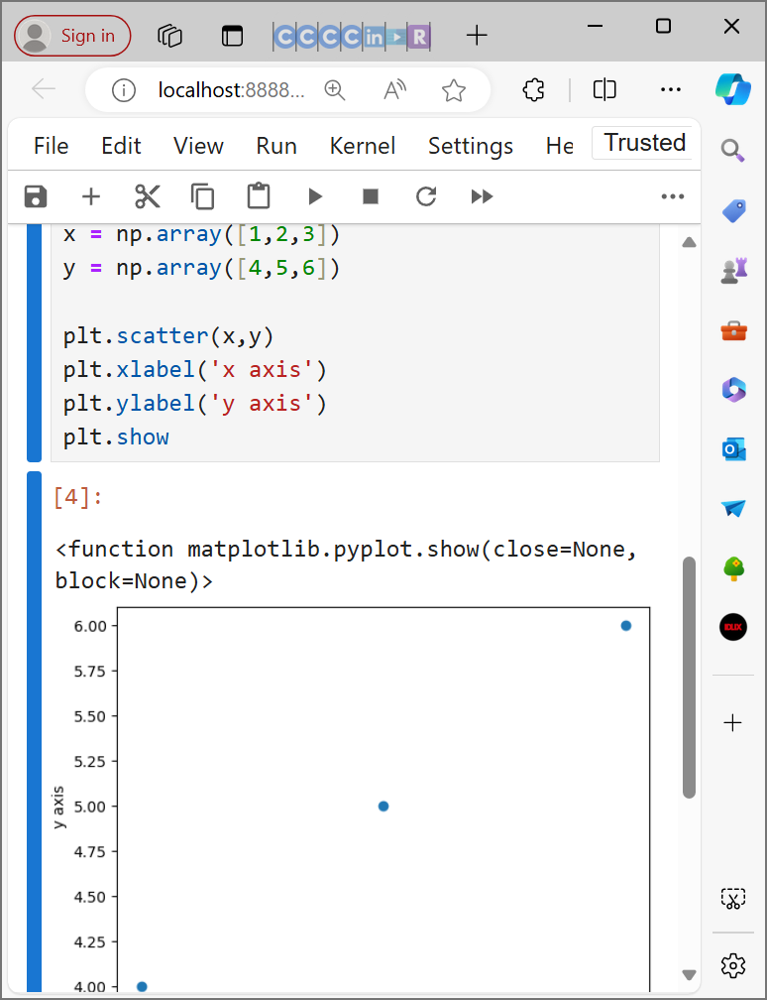 Sign in
C C C C in R
localhost:8888...
File Edit View Run Kernel Settings He Trusted
x = np.array([1,2,3])
y = np.array([4,5,6])
plt.scatter(x,y)
plt.xlabel('x axis')
plt.ylabel('y axis')
plt.show
[4]:
<function matplotlib.pyplot.show(close=None,
block=None)>
6.00
5.75
5.50
5.25
y axis
5.00
4.75
4.50
4.25
4.00